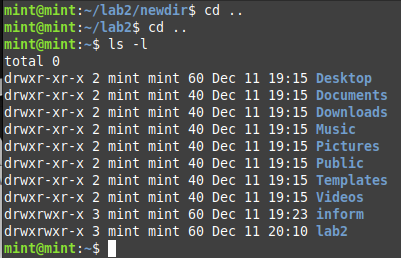 mint@mint:~/lab2/newdir$ cd ..
mint@mint:~/lab2$ cd ..
mint@mint:~$ ls -l
total 0
drwxr-xr-x 2 mint mint 60 Dec 11 19:15 Desktop
drwxr-xr-x 2 mint mint 40 Dec 11 19:15 Documents
drwxr-xr-x 2 mint mint 40 Dec 11 19:15 Downloads
drwxr-xr-x 2 mint mint 40 Dec 11 19:15 Music
drwxr-xr-x 2 mint mint 40 Dec 11 19:15 Pictures
drwxr-xr-x 2 mint mint 40 Dec 11 19:15 Public
drwxr-xr-x 2 mint mint 40 Dec 11 19:15 Templates
drwxr-xr-x 2 mint mint 40 Dec 11 19:15 Videos
drwxrwxr-x 3 mint mint 60 Dec 11 19:23 inform
drwxrwxr-x 3 mint mint 60 Dec 11 20:10 lab2
mint@mint:~$